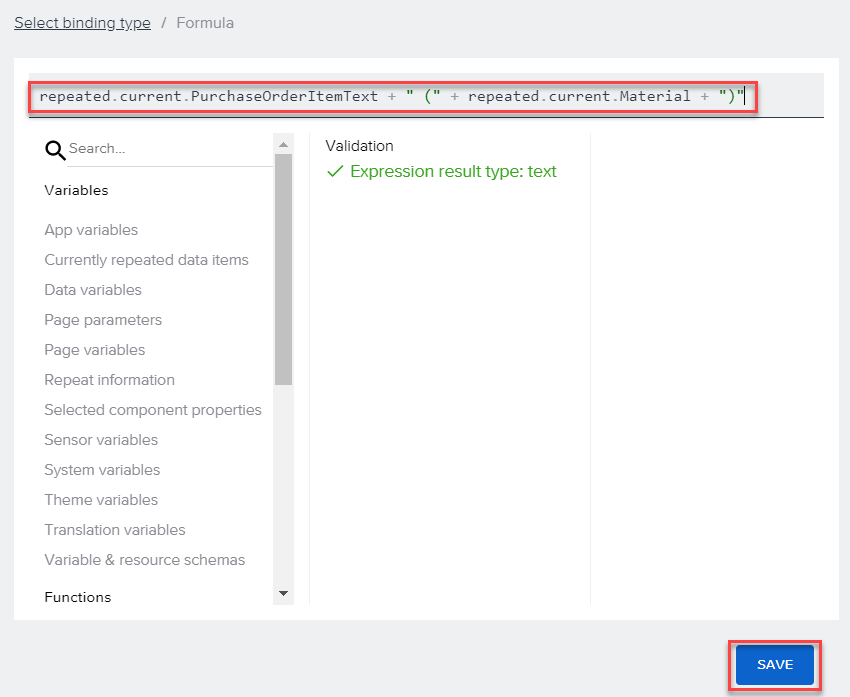 Select binding type / Formula
repeated.current.PurchaseOrderItemText + " (" + repeated.current.Material + ")"
Search...
Variables
App variables
Currently repeated data items
Data variables
Page parameters
Page variables
Repeat information
Selected component properties
Sensor variables
System variables
Theme variables
Translation variables
Variable & resource schemas
Functions
Validation
Expression result type: text
SAVE